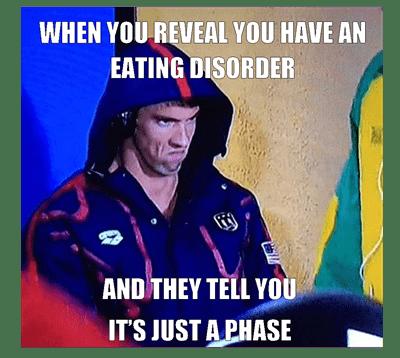 WHEN YOU REVEAL YOU HAVE AN
EATING DISORDER
AND THEY TELL YOU
IT'S JUST A PHASE